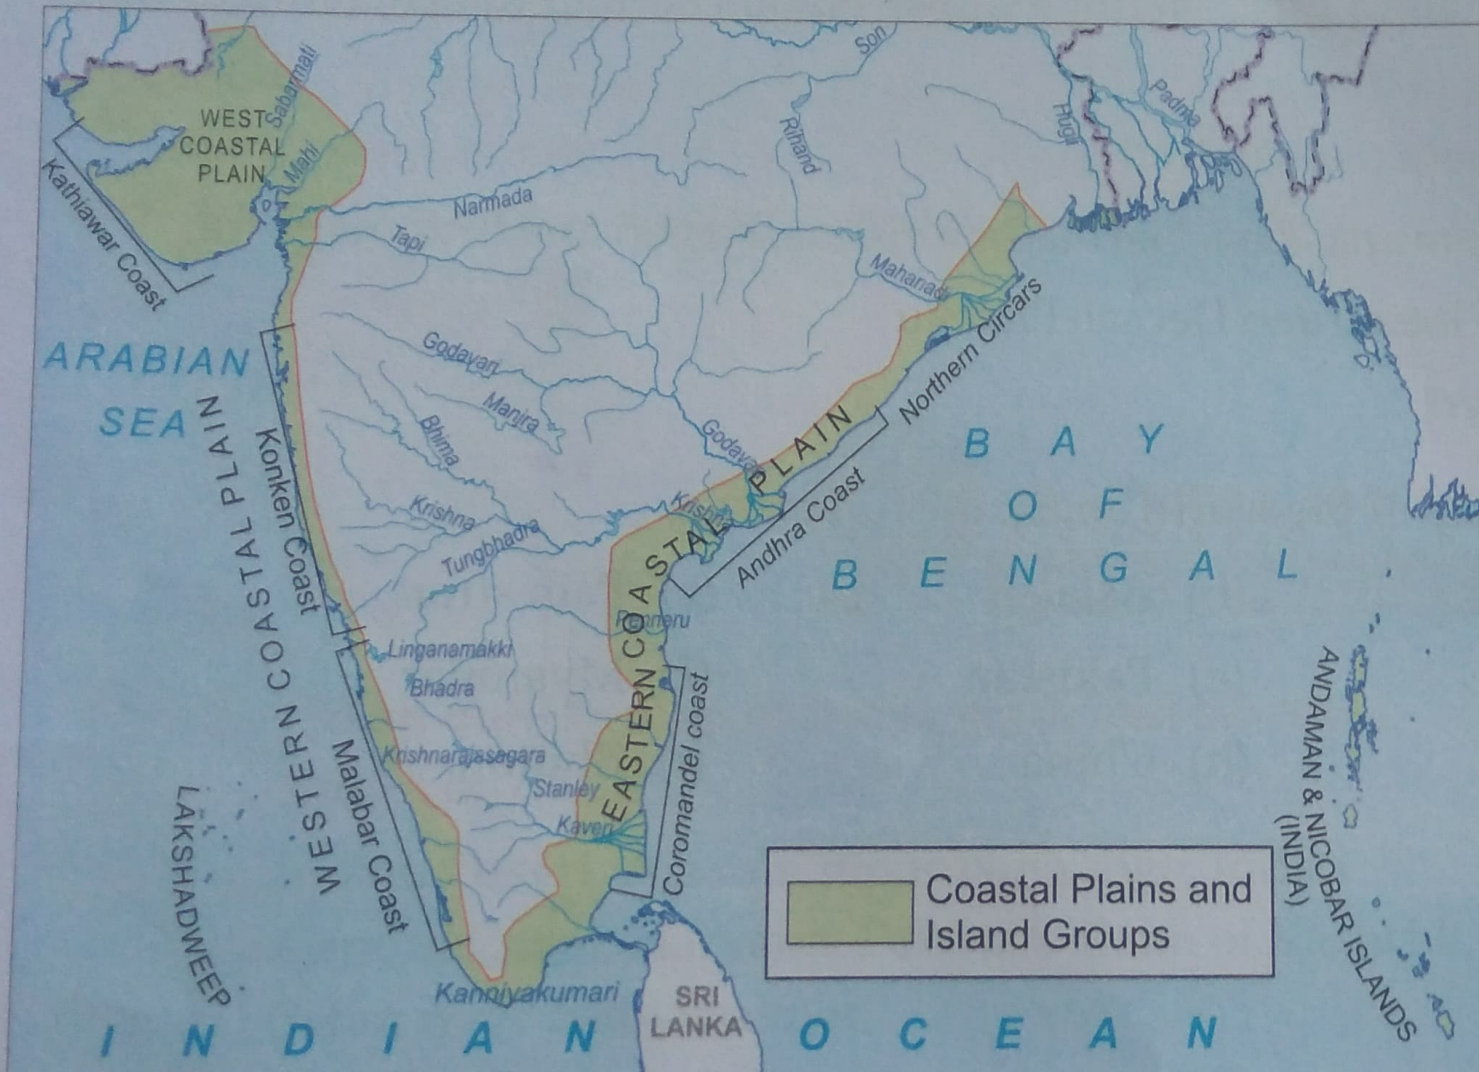 Son
Sabarmati
WEST
COASTAL
PLAIN
Mahi
Padma
Hugli
Rihand
Kathiawar Coast
Narmada
Tapi
Mahanadi
Northern Circars
ARABIAN
SEA
Godavari
Manjra
Bhima
Godavari
Krishna
Krishna
Tungbhadra
Konken Coast
WESTERN COASTAL PLAIN
EASTERN COASTAL PLAIN
Andhra Coast
BAY
OF
BENGAL
Penneru
Linganamakki
Bhadra
Krishnarajasagara
Stanley
Kaveri
Malabar Coast
Coromandel coast
LAKSHADWEEP
ANDAMAN & NICOBAR ISLANDS
(INDIA)
Coastal Plains and
Island Groups
Kanniyakumari
SRI
LANKA
INDIAN OCEAN